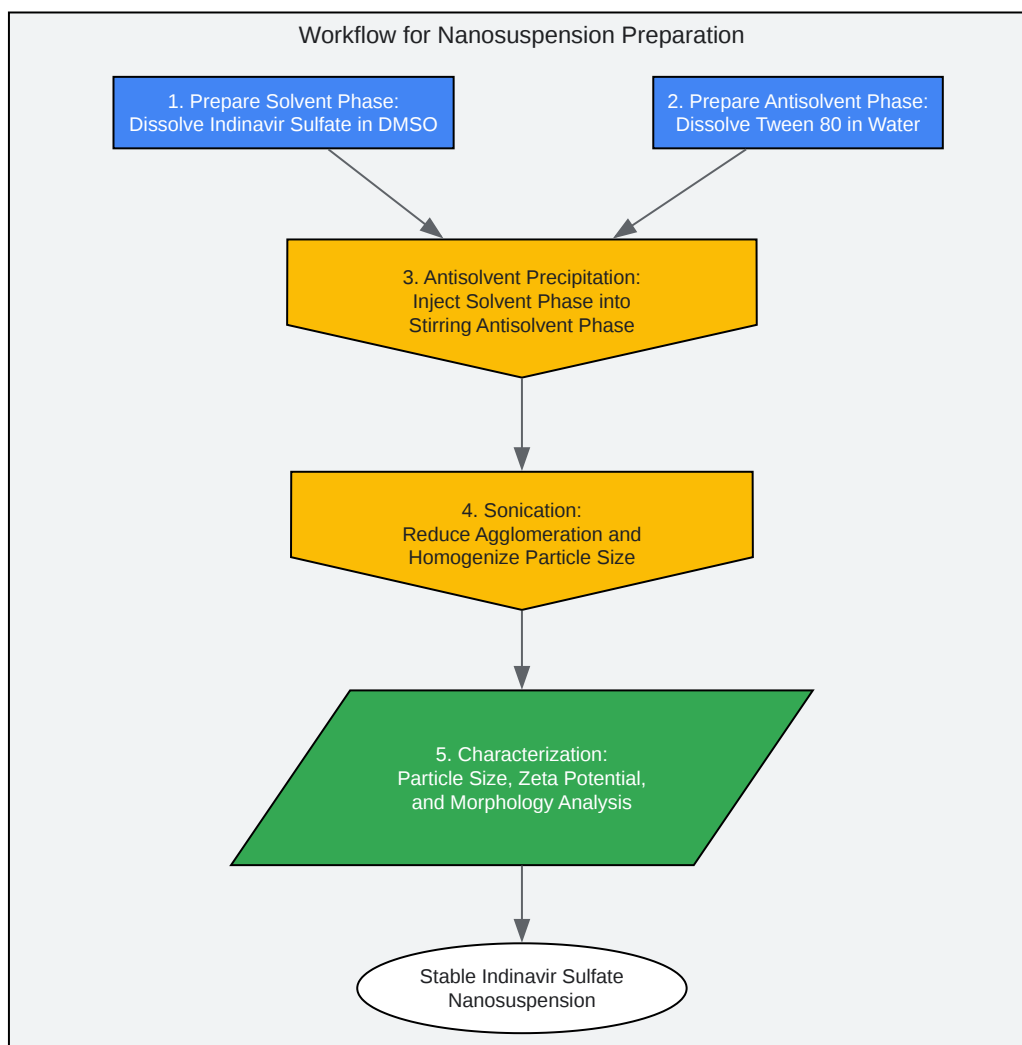 Workflow for Nanosuspension Preparation
1. Prepare Solvent Phase:
Dissolve Indinavir Sulfate in DMSO
2. Prepare Antisolvent Phase:
Dissolve Tween 80 in Water
3. Antisolvent Precipitation:
Inject Solvent Phase into
Stirring Antisolvent Phase
4. Sonication:
Reduce Agglomeration and
Homogenize Particle Size
5. Characterization:
Particle Size, Zeta Potential,
and Morphology Analysis
Stable Indinavir Sulfate
Nanosuspension